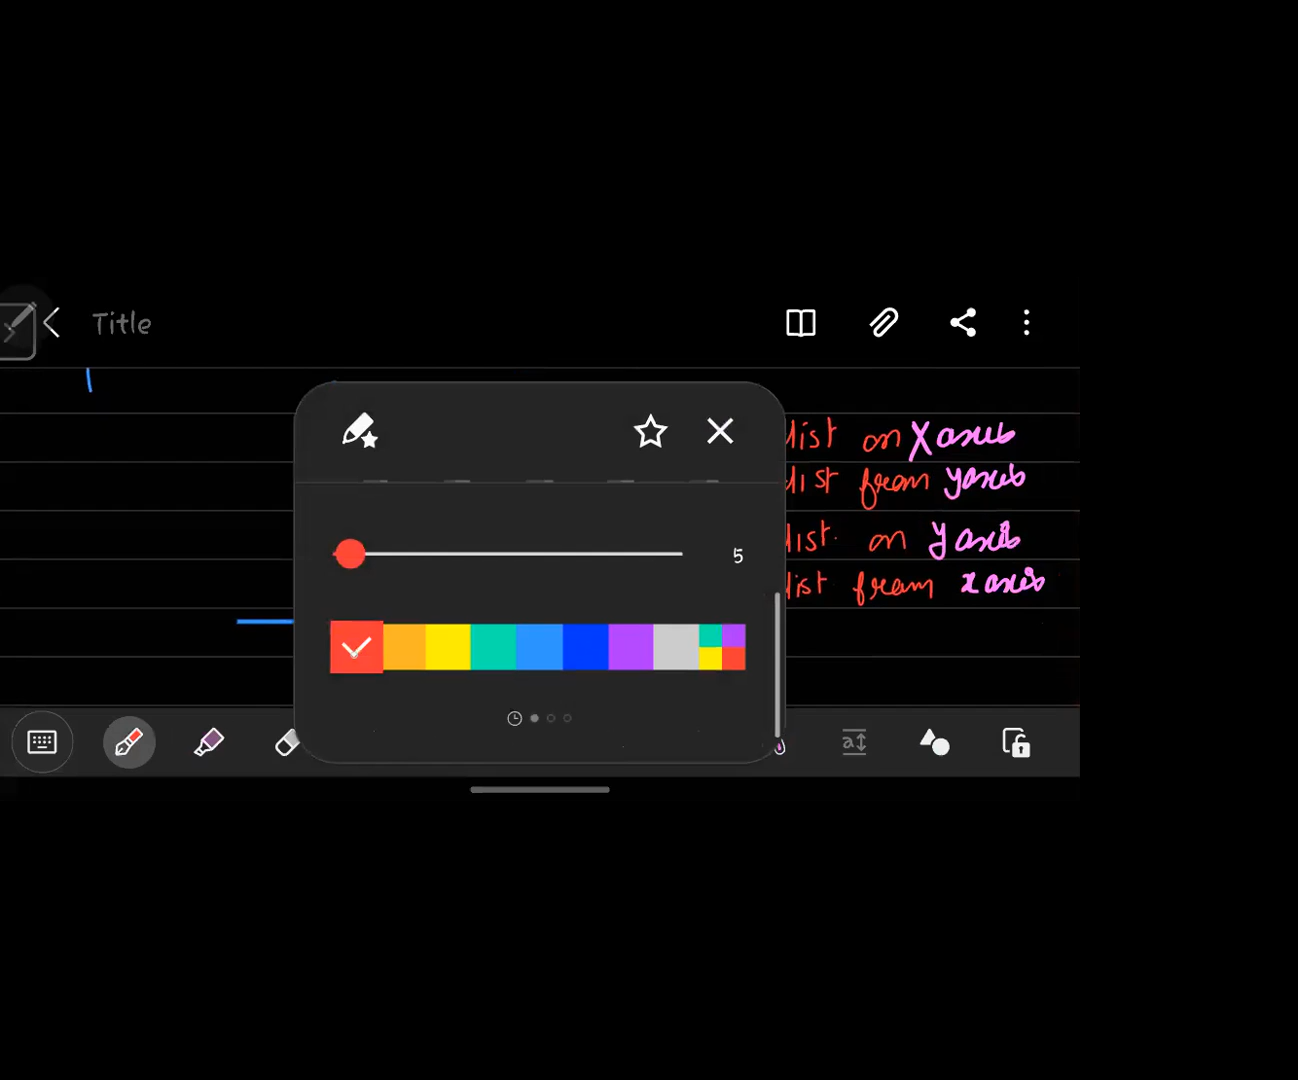 Title
dist on X axis
dist from y axis
dist. on y axis
dist from x axis
5
a